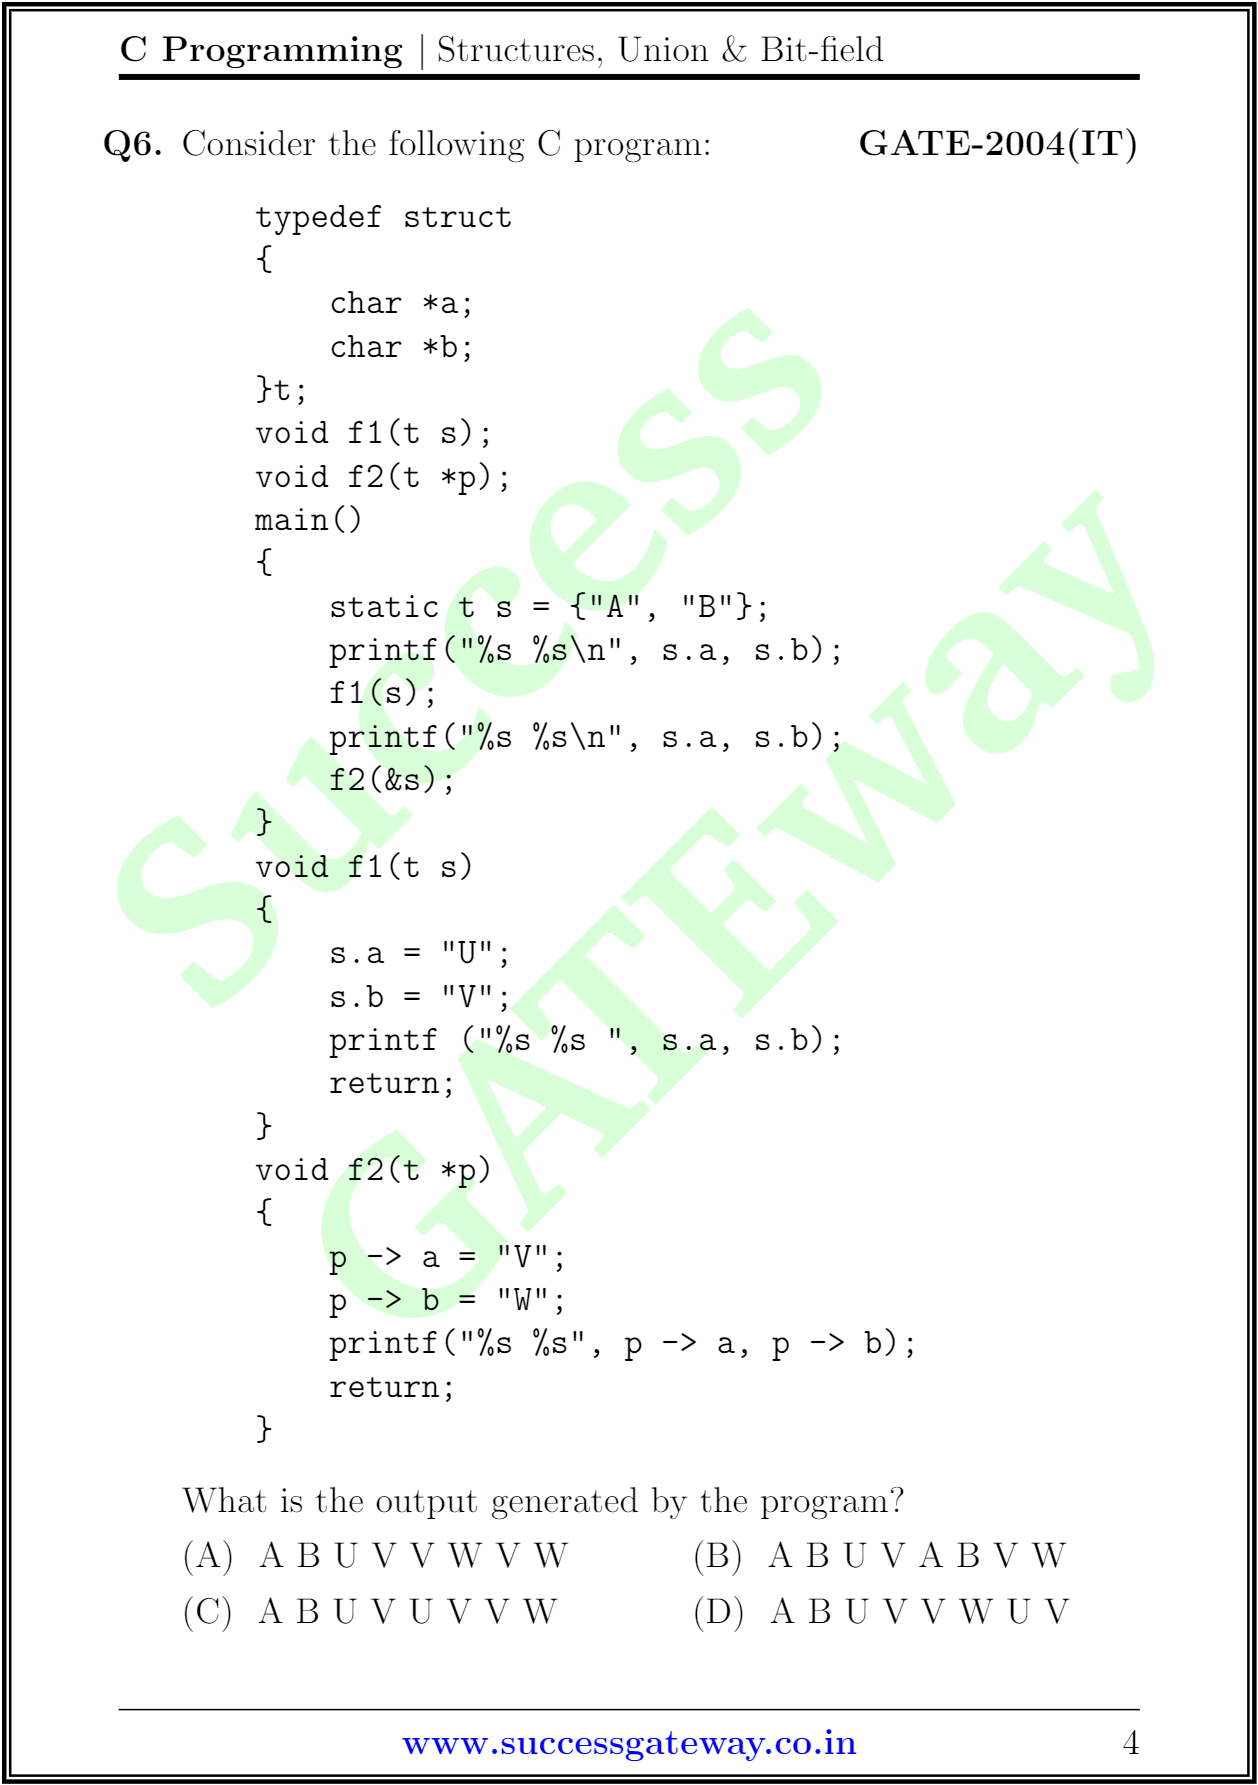 C Programming | Structures, Union & Bit-field
Q6. Consider the following C program: GATE-2004(IT)
typedef struct
{
    char *a;
    char *b;
}t;
void f1(t s);
void f2(t *p);
main()
{
    static t s = {"A", "B"};
    printf("%s %s\n", s.a, s.b);
    f1(s);
    printf("%s %s\n", s.a, s.b);
    f2(&s);
}
void f1(t s)
{
    s.a = "U";
    s.b = "V";
    printf ("%s %s ", s.a, s.b);
    return;
}
void f2(t *p)
{
    p -> a = "V";
    p -> b = "W";
    printf("%s %s", p -> a, p -> b);
    return;
}
What is the output generated by the program?
(A) A B U V V W V W (B) A B U V A B V W
(C) A B U V U V V W (D) A B U V V W U V
www.successgateway.co.in 4
Success
GATEway